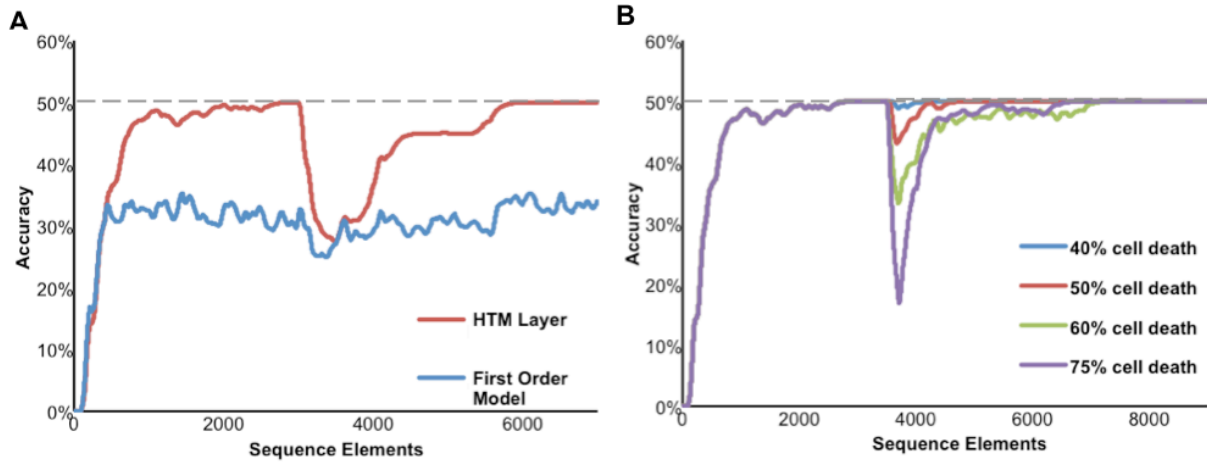 A
60%
50%
40%
30%
20%
10%
0%
0
2000
4000
6000
Accuracy
Sequence Elements
HTM Layer
First Order
Model
B
60%
50%
40%
30%
20%
10%
0%
0
2000
4000
6000
8000
Accuracy
Sequence Elements
40% cell death
50% cell death
60% cell death
75% cell death